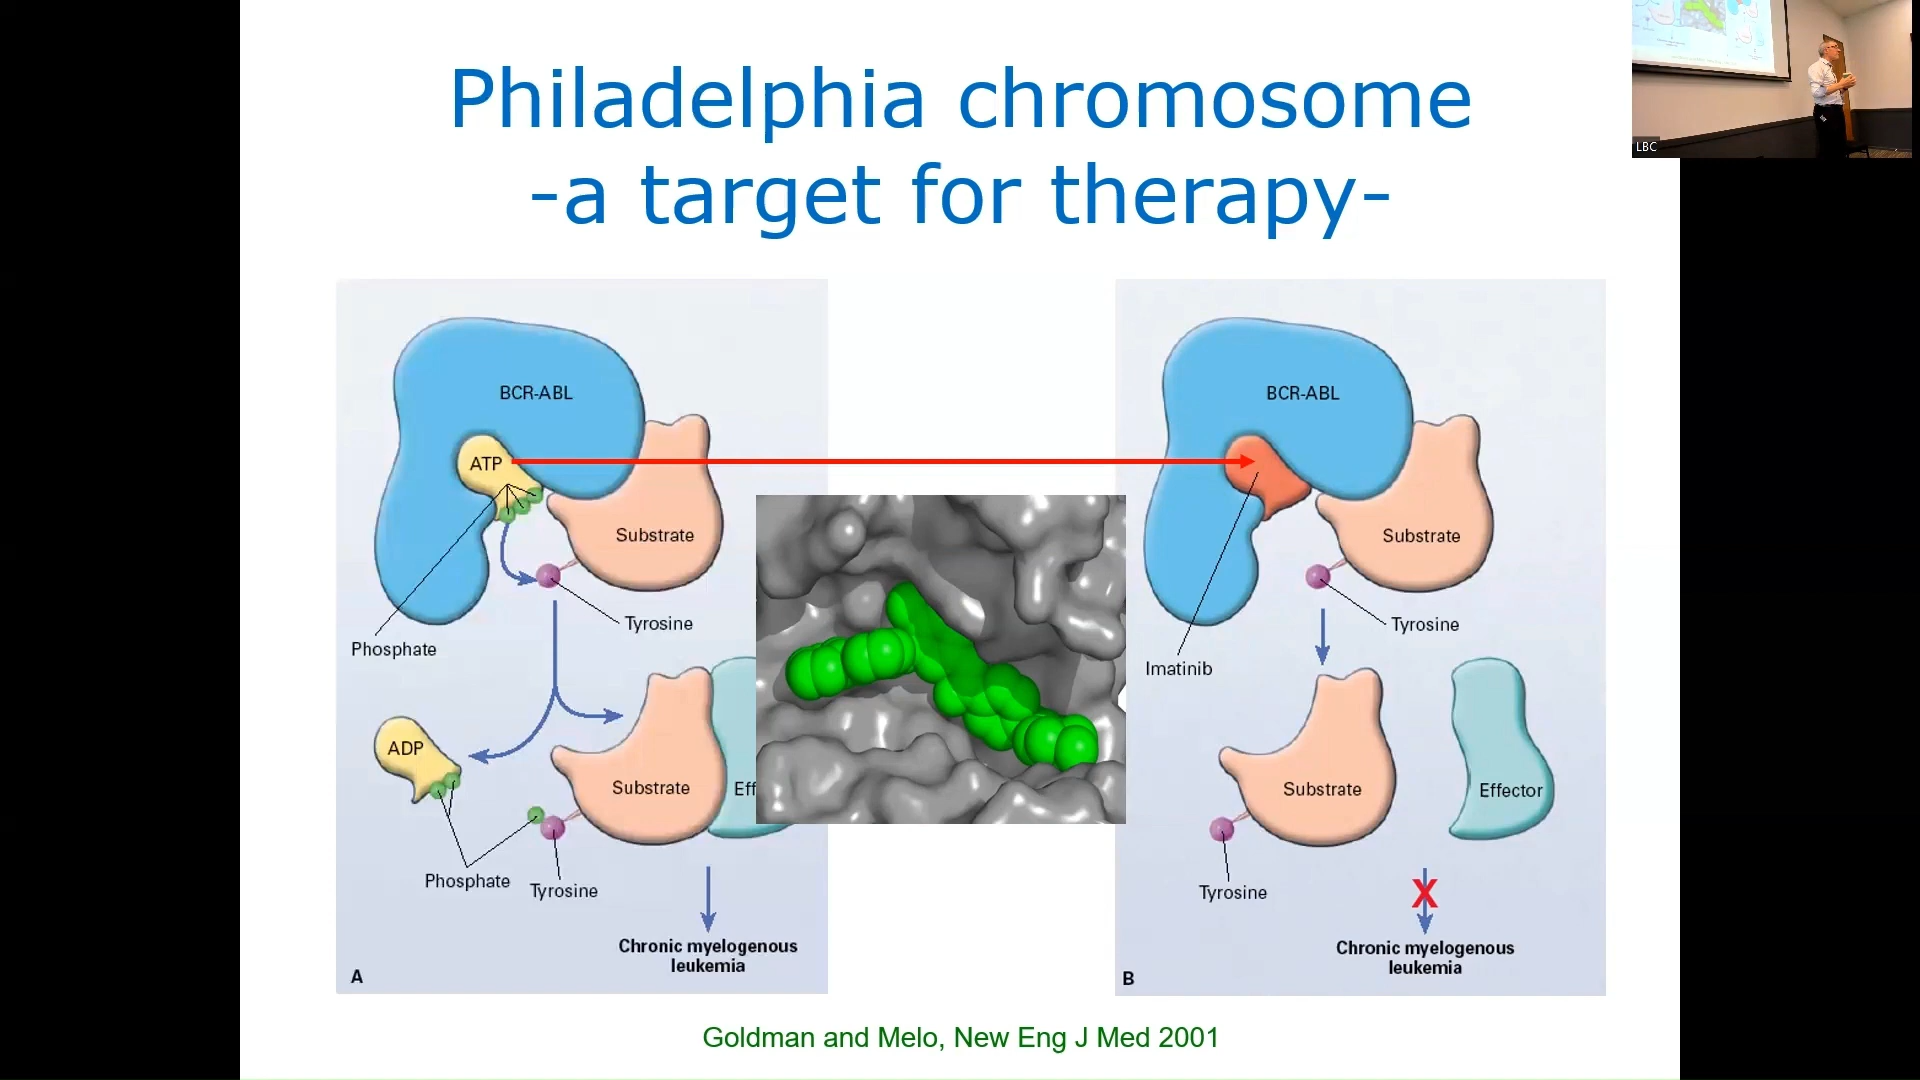 Philadelphia chromosome
-a target for therapy-
LBC
BCR-ABL
ATP
Substrate
Tyrosine
Phosphate
ADP
Substrate
Eff
Phosphate
Tyrosine
Chronic myelogenous
leukemia
A
BCR-ABL
Substrate
Tyrosine
Imatinib
Substrate
Effector
Tyrosine
X
Chronic myelogenous
leukemia
B
Goldman and Melo, New Eng J Med 2001